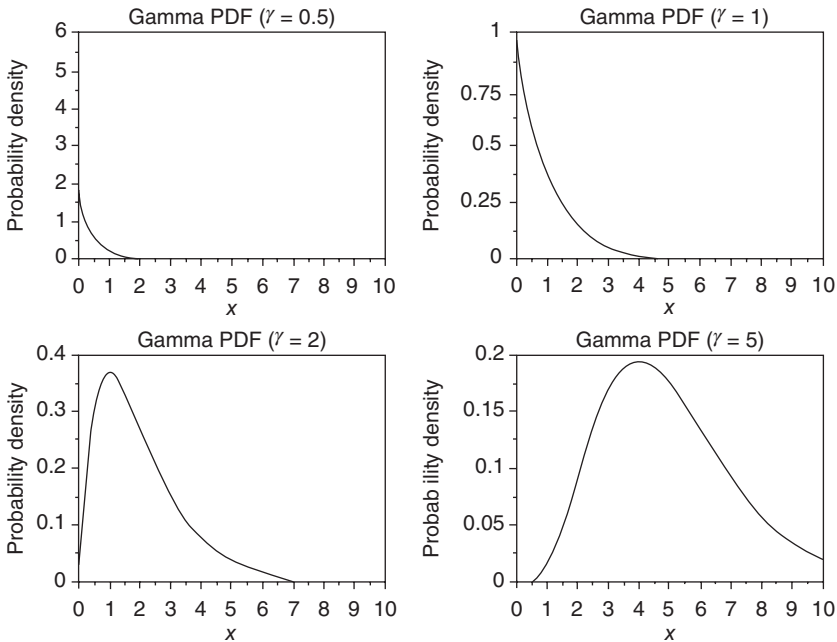 Gamma PDF (γ = 0.5)
Probability density
6
5
4
3
2
1
0
0 1 2 3 4 5 6 7 8 9 10
x
Gamma PDF (γ = 1)
Probability density
1
0.75
0.5
0.25
0
0 1 2 3 4 5 6 7 8 9 10
x
Gamma PDF (γ = 2)
Probability density
0.4
0.3
0.2
0.1
0
0 1 2 3 4 5 6 7 8 9 10
x
Gamma PDF (γ = 5)
Probab ility density
0.2
0.15
0.1
0.05
0
0 1 2 3 4 5 6 7 8 9 10
x